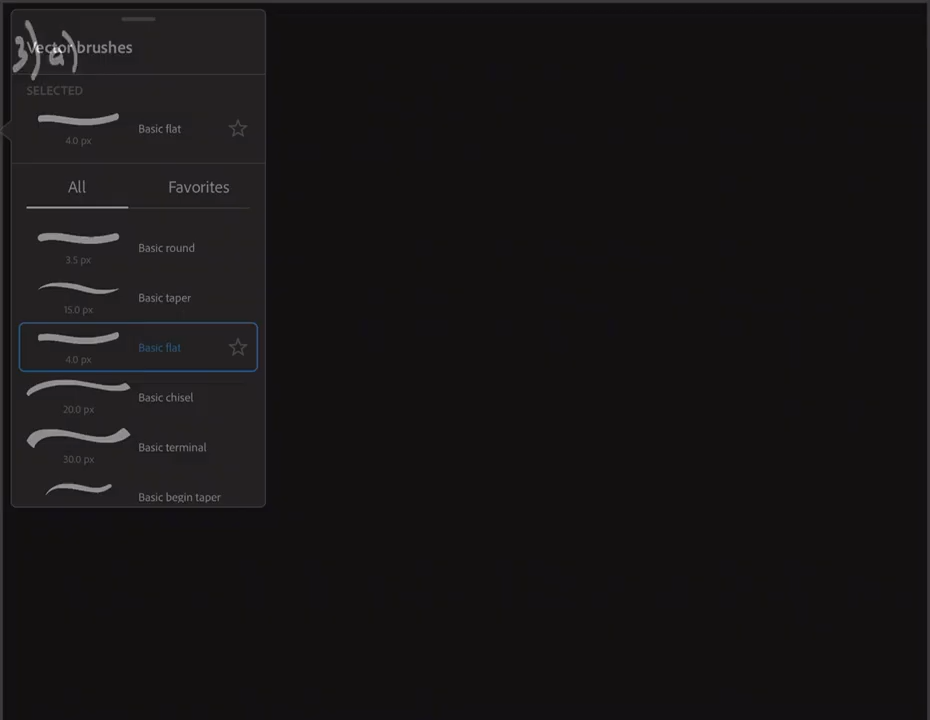 3) a)
Vector brushes
SELECTED
4.0 px
Basic flat
All
Favorites
3.5 px
Basic round
15.0 px
Basic taper
4.0 px
Basic flat
20.0 px
Basic chisel
30.0 px
Basic terminal
Basic begin taper